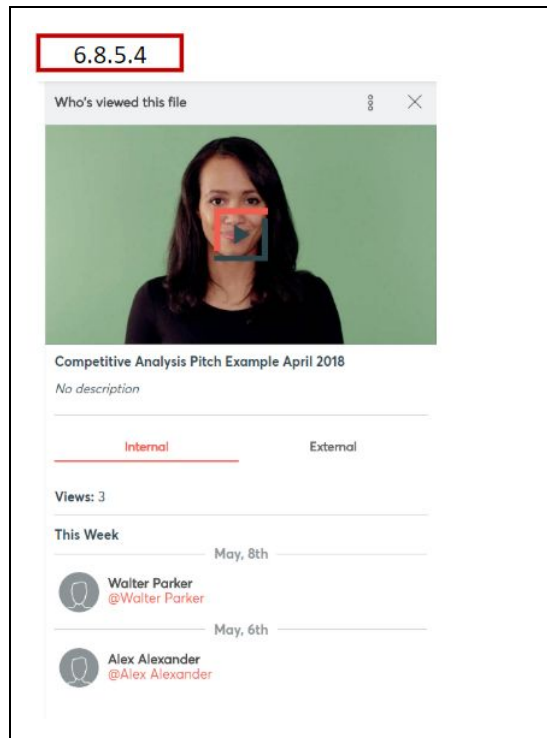 6.8.5.4
Who's viewed this file
Competitive Analysis Pitch Example April 2018
No description
Internal External
Views: 3
This Week
May, 8th
Walter Parker
@Walter Parker
May, 6th
Alex Alexander
@Alex Alexander